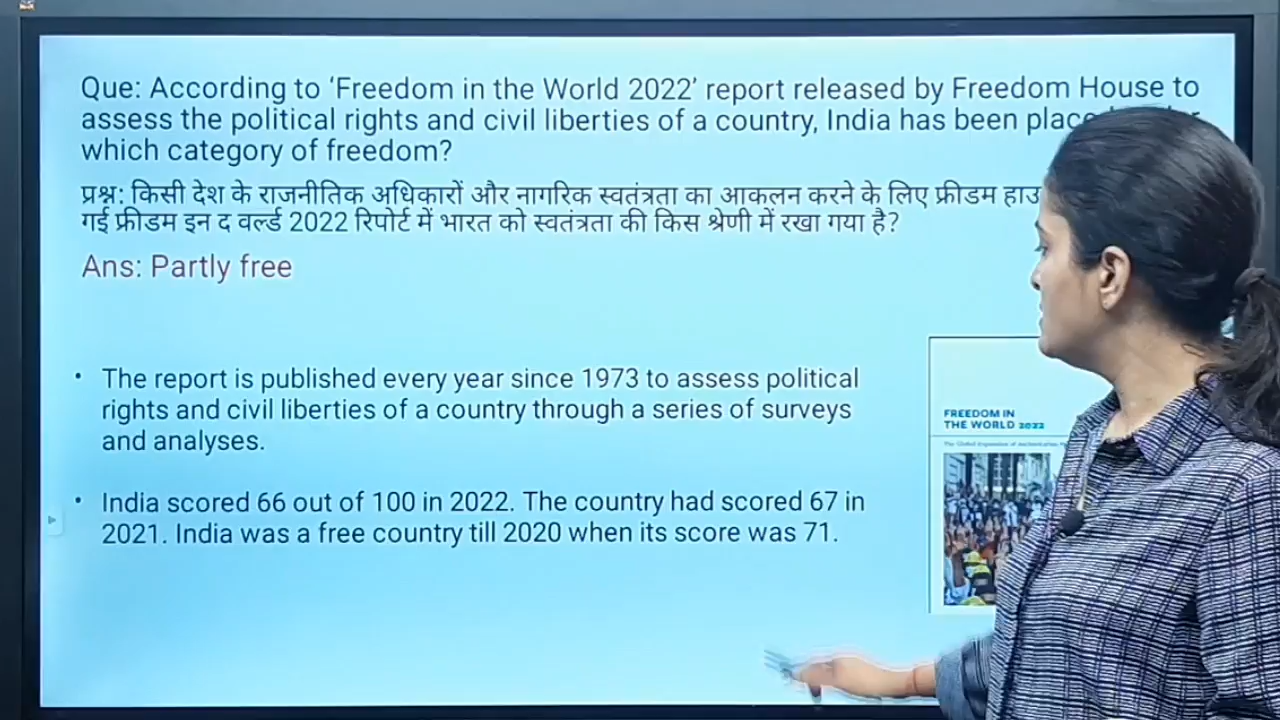 Que: According to ‘Freedom in the World 2022’ report released by Freedom House to
assess the political rights and civil liberties of a country, India has been
which category of freedom?
प्रश्न: किसी देश के राजनीतिक अधिकारों और नागरिक स्वतंत्रता का आकलन करने के लिए फ्रीडम
गई फ्रीडम इन द वर्ल्ड 2022 रिपोर्ट में भारत को स्वतंत्रता की किस श्रेणी में रखा गया है?
Ans: Partly free
• The report is published every year since 1973 to assess political
rights and civil liberties of a country through a series of surveys
and analyses.
• India scored 66 out of 100 in 2022. The country had scored 67 in
2021. India was a free country till 2020 when its score was 71.
FREEDOM IN
THE WORLD 2022
The Global Expansion of Authoritarian